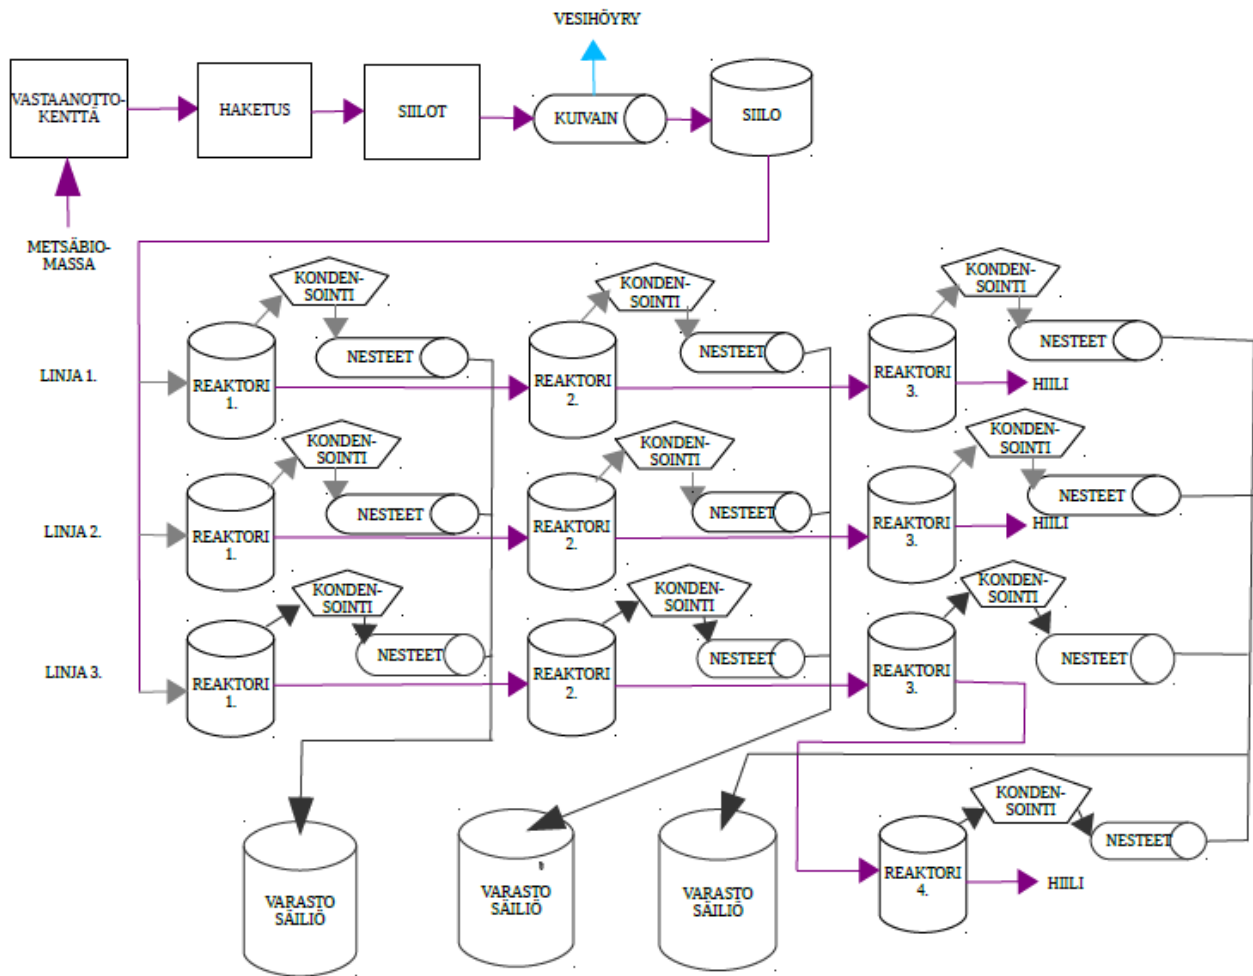 VESIHÖYRY
VASTAANOTTO-
KENTTÄ
HAKETUS
SIILOT
KUIVAIN
SIILO
METSÄBIO-
MASSA
KONDEN-
SOINTI
KONDEN-
SOINTI
KONDEN-
SOINTI
NESTEET
NESTEET
NESTEET
LINJA 1.
REAKTORI
1.
REAKTORI
2.
REAKTORI
3.
HIILI
KONDEN-
SOINTI
KONDEN-
SOINTI
KONDEN-
SOINTI
NESTEET
NESTEET
NESTEET
LINJA 2.
REAKTORI
1.
REAKTORI
2.
REAKTORI
3.
HIILI
KONDEN-
SOINTI
KONDEN-
SOINTI
KONDEN-
SOINTI
NESTEET
NESTEET
NESTEET
LINJA 3.
REAKTORI
1.
REAKTORI
2.
REAKTORI
3.
KONDEN-
SOINTI
NESTEET
REAKTORI
4.
HIILI
VARASTO
SÄILIÖ
VARASTO
SÄILIÖ
VARASTO
SÄILIÖ